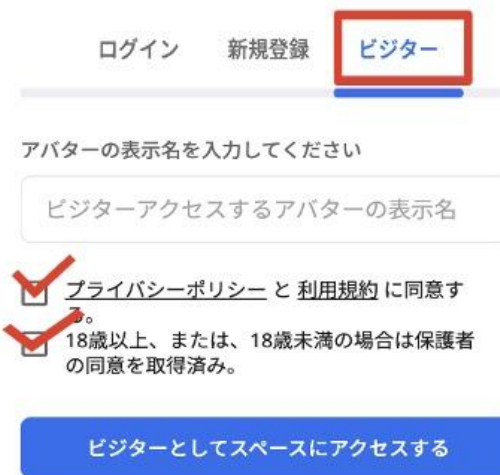 ログイン 新規登録 ビジター
アバターの表示名を入力してください
ビジターアクセスするアバターの表示名
プライバシーポリシー と 利用規約 に同意す
る。
18歳以上、または、18歳未満の場合は保護者
の同意を取得済み。
ビジターとしてスペースにアクセスする